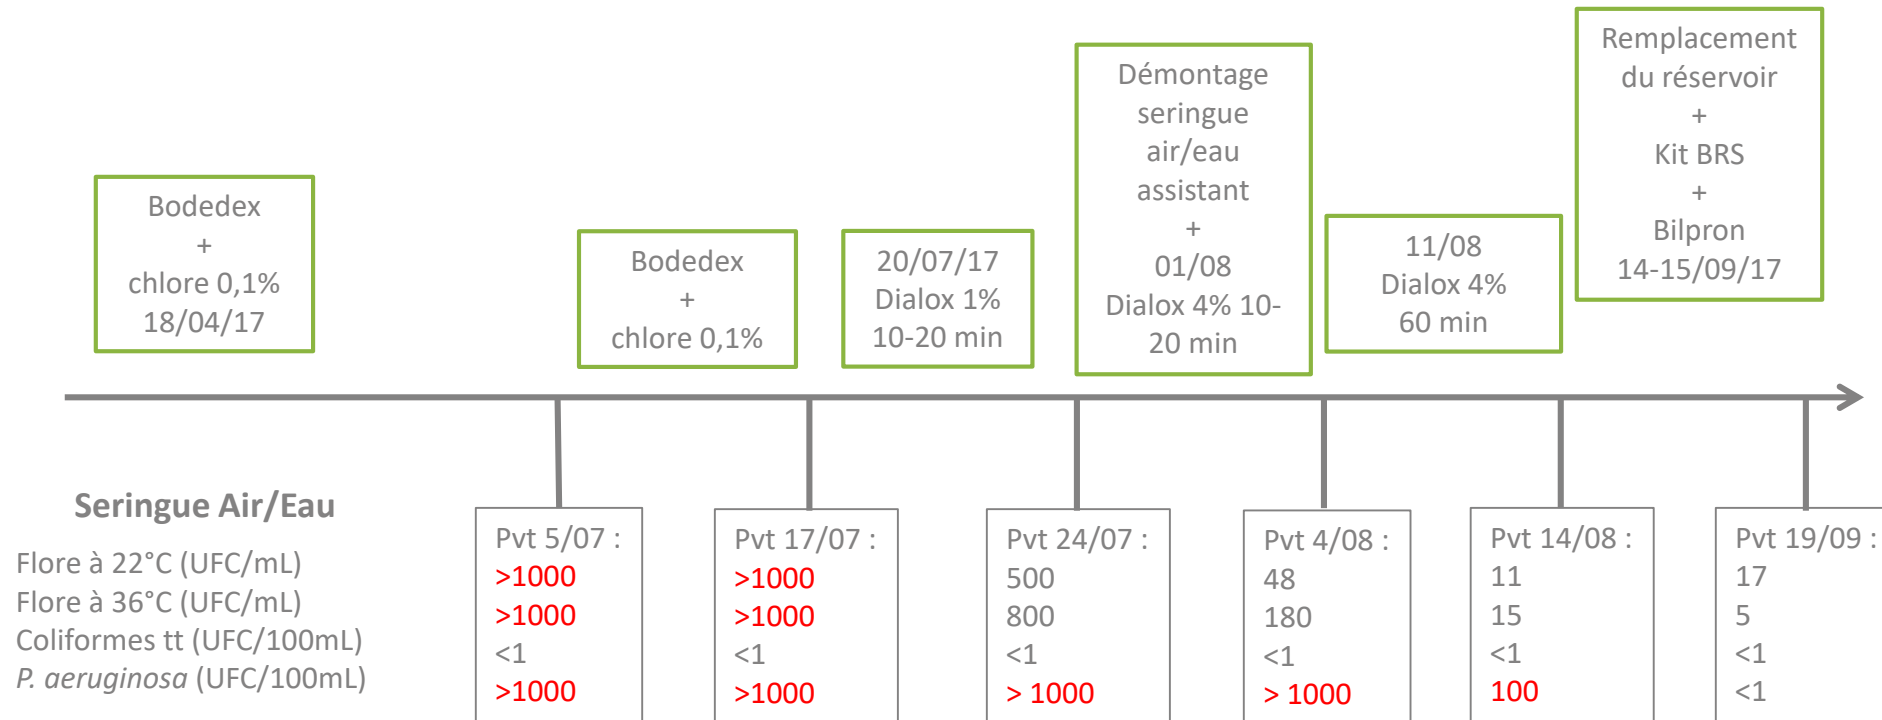 Bodedex
+
chlore 0,1%
18/04/17
Bodedex
+
chlore 0,1%
20/07/17
Dialox 1%
10-20 min
Démontage
seringue
air/eau
assistant
+
01/08
Dialox 4% 10-
20 min
11/08
Dialox 4%
60 min
Remplacement
du réservoir
+
Kit BRS
+
Bilpron
14-15/09/17
Seringue Air/Eau
Flore à 22°C (UFC/mL)
Flore à 36°C (UFC/mL)
Coliformes tt (UFC/100mL)
P. aeruginosa (UFC/100mL)
Pvt 5/07 :
>1000
>1000
<1
>1000
Pvt 17/07 :
>1000
>1000
<1
>1000
Pvt 24/07 :
500
800
<1
> 1000
Pvt 4/08 :
48
180
<1
> 1000
Pvt 14/08 :
11
15
<1
100
Pvt 19/09 :
17
5
<1
<1